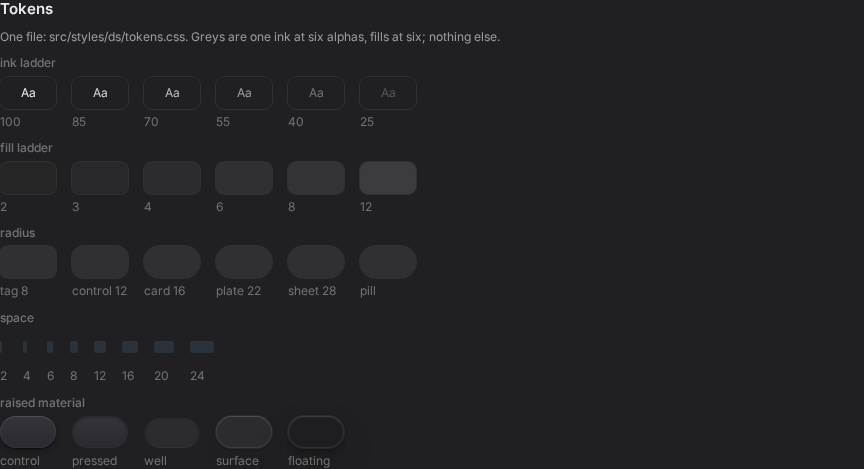 Tokens
One file: src/styles/ds/tokens.css. Greys are one ink at six alphas, fills at six; nothing else.
ink ladder
Aa Aa Aa Aa Aa Aa
100 85 70 55 40 25
fill ladder
2 3 4 6 8 12
radius
tag 8 control 12 card 16 plate 22 sheet 28 pill
space
2 4 6 8 12 16 20 24
raised material
control pressed well surface floating